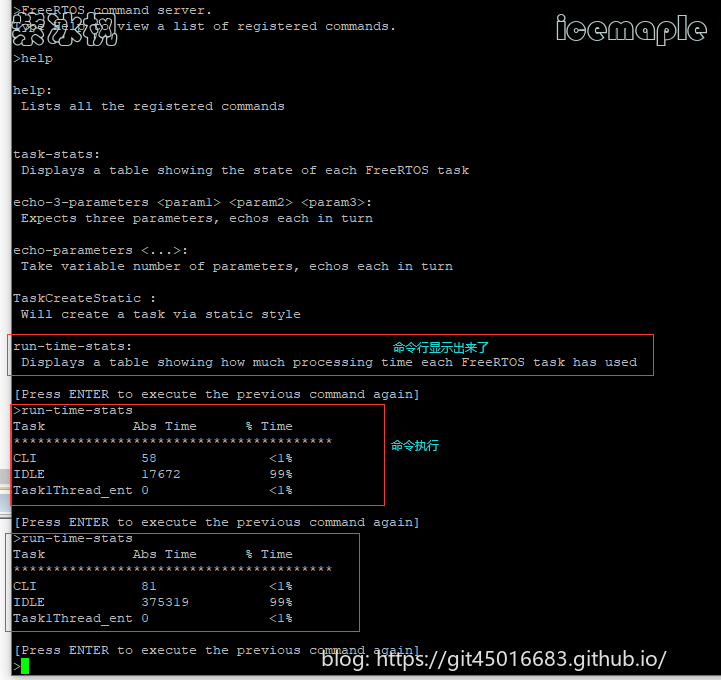 >FreeRTOS command server.
Type Help to view a list of registered commands.
icemaple
>help
help:
Lists all the registered commands
task-stats:
Displays a table showing the state of each FreeRTOS task
echo-3-parameters <param1> <param2> <param3>:
Expects three parameters, echos each in turn
echo-parameters <...>:
Take variable number of parameters, echos each in turn
TaskCreateStatic :
Will create a task via static style
run-time-stats:
命令行显示出来了
Displays a table showing how much processing time each FreeRTOS task has used
[Press ENTER to execute the previous command again]
>run-time-stats
Task Abs Time % Time
****************************************
命令执行
CLI 58 <1%
IDLE 17672 99%
Task1Thread_ent 0 <1%
[Press ENTER to execute the previous command again]
>run-time-stats
Task Abs Time % Time
****************************************
CLI 81 <1%
IDLE 375319 99%
Task1Thread_ent 0 <1%
[Press ENTER to execute the previous command again]
blog: https://git45016683.github.io/
>